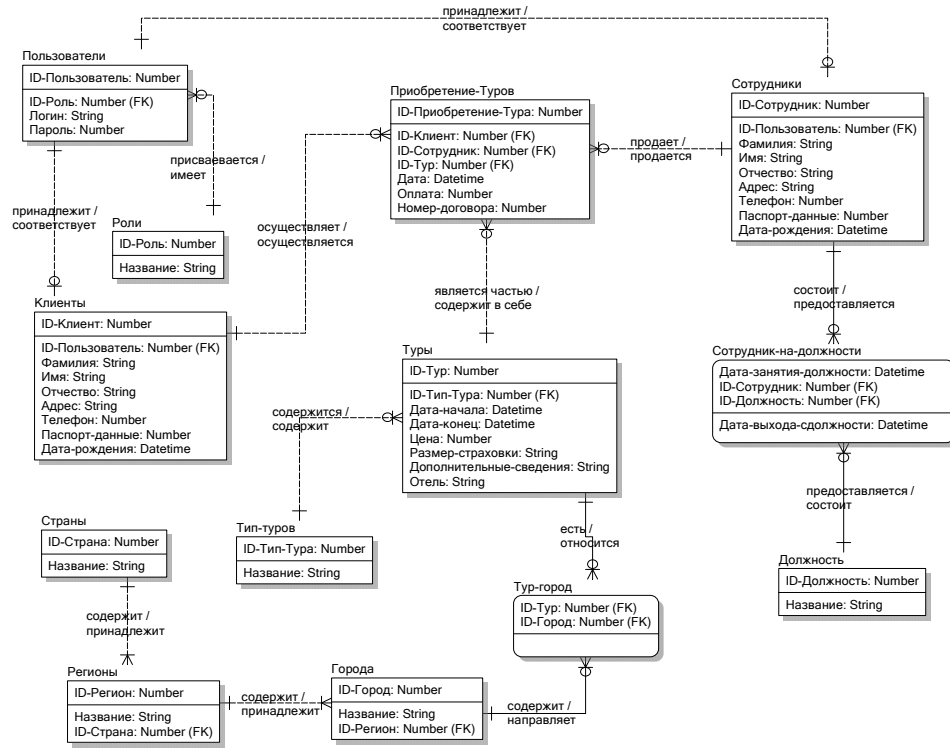 принадлежит /
соответствует
Пользователи
ID-Пользователь: Number
ID-Роль: Number (FK)
Логин: String
Пароль: Number
присваевается /
имеет
Роли
ID-Роль: Number
Название: String
принадлежит /
соответствует
Приобретение-Туров
ID-Приобретение-Тура: Number
ID-Клиент: Number (FK)
ID-Сотрудник: Number (FK)
ID-Тур: Number (FK)
Дата: Datetime
Оплата: Number
Номер-договора: Number
продает /
продается
Сотрудники
ID-Сотрудник: Number
ID-Пользователь: Number (FK)
Фамилия: String
Имя: String
Отчество: String
Адрес: String
Телефон: Number
Паспорт-данные: Number
Дата-рождения: Datetime
осуществляет /
осуществляется
является частью /
содержит в себе
состоит /
предоставляется
Клиенты
ID-Клиент: Number
ID-Пользователь: Number (FK)
Фамилия: String
Имя: String
Отчество: String
Адрес: String
Телефон: Number
Паспорт-данные: Number
Дата-рождения: Datetime
Туры
ID-Тур: Number
ID-Тип-Тура: Number (FK)
Дата-начала: Datetime
Дата-конец: Datetime
Цена: Number
Размер-страховки: String
Дополнительные-сведения: String
Отель: String
Сотрудник-на-должности
Дата-занятия-должности: Datetime
ID-Сотрудник: Number (FK)
ID-Должность: Number (FK)
Дата-выхода-сдолжности: Datetime
содержится /
содержит
предоставляется /
состоит
Страны
ID-Страна: Number
Название: String
Тип-туров
ID-Тип-Тура: Number
Название: String
есть /
относится
Должность
ID-Должность: Number
Название: String
Тур-город
ID-Тур: Number (FK)
ID-Город: Number (FK)
содержит /
принадлежит
Регионы
ID-Регион: Number
Название: String
ID-Страна: Number (FK)
содержит /
принадлежит
Города
ID-Город: Number
Название: String
ID-Регион: Number (FK)
содержит /
направляет